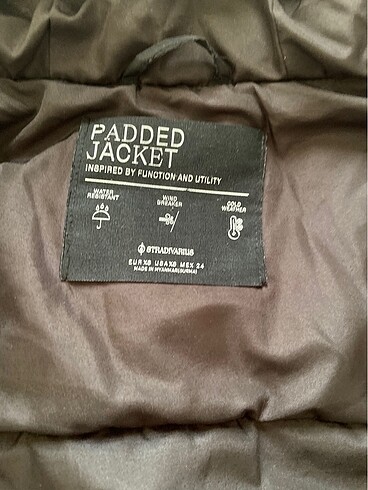 PADDED
JACKET
INSPIRED BY FUNCTION AND UTILITY
WATER RESISTANT
WIND BREAKER
COLD WEATHER
STRADIVARIUS
EUR XS USA XS MEX 24
MADE IN MYANMAR(BURMA)